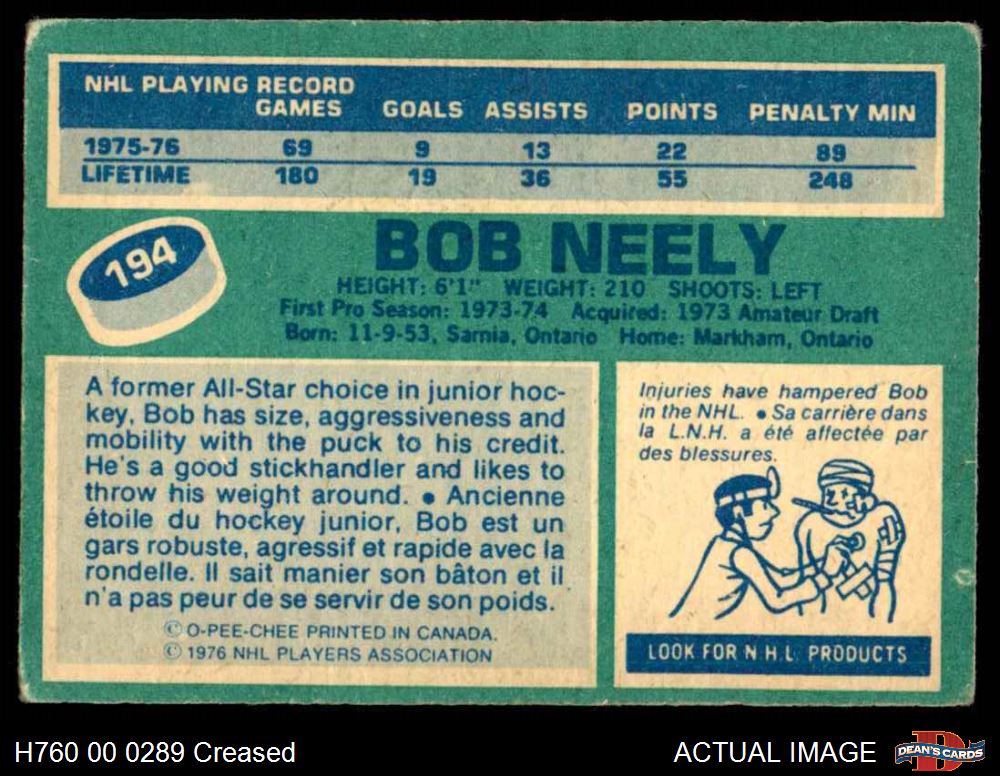 NHL PLAYING RECORD
GAMES GOALS ASSISTS POINTS PENALTY MIN
1975-76 69 9 13 22 89
LIFETIME 180 19 36 55 248
194
BOB NEELY
HEIGHT: 6'1" WEIGHT: 210 SHOOTS: LEFT
First Pro Season: 1973-74 Acquired: 1973 Amateur Draft
Born: 11-9-53, Sarnia, Ontario Home: Markham, Ontario
A former All-Star choice in junior hoc-
key, Bob has size, aggressiveness and
mobility with the puck to his credit.
He's a good stickhandler and likes to
throw his weight around. • Ancienne
étoile du hockey junior, Bob est un
gars robuste, agressif et rapide avec la
rondelle. Il sait manier son bâton et il
n'a pas peur de se servir de son poids.
© O-PEE-CHEE PRINTED IN CANADA.
© 1976 NHL PLAYERS ASSOCIATION
Injuries have hampered Bob
in the NHL. • Sa carrière dans
la L.N.H. a été affectée par
des blessures.
LOOK FOR N.H.L. PRODUCTS
H760 00 0289 Creased
ACTUAL IMAGE
D
DEAN'S CARDS